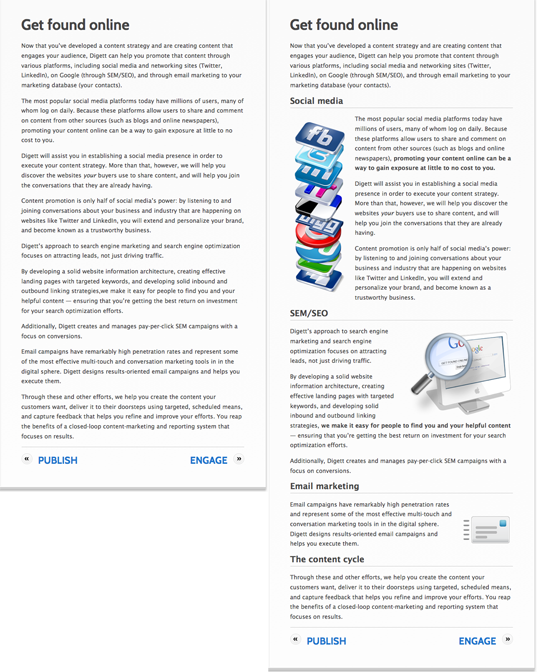 Get found online
Now that you’ve developed a content strategy and are creating content that
engages your audience, Digett can help you promote that content through
various platforms, including social media and networking sites (Twitter,
LinkedIn), on Google (through SEM/SEO), and through email marketing to your
marketing database (your contacts).
The most popular social media platforms today have millions of users, many of
whom log on daily. Because these platforms allow users to share and comment
on content from other sources (such as blogs and online newspapers),
promoting your content online can be a way to gain exposure at little to no
cost to you.
Digett will assist you in establishing a social media presence in order to
execute your content strategy. More than that, however, we will help you
discover the websites your buyers use to share content, and will help you join
the conversations that they are already having.
Content promotion is only half of social media’s power: by listening to and
joining conversations about your business and industry that are happening on
websites like Twitter and LinkedIn, you will extend and personalize your brand,
and become known as a trustworthy business.
Digett’s approach to search engine marketing and search engine optimization
focuses on attracting leads, not just driving traffic.
By developing a solid website information architecture, creating effective
landing pages with targeted keywords, and developing solid inbound and
outbound linking strategies,we make it easy for people to find you and your
helpful content — ensuring that you’re getting the best return on investment
for your search optimization efforts.
Additionally, Digett creates and manages pay-per-click SEM campaigns with a
focus on conversions.
Email campaigns have remarkably high penetration rates and represent some
of the most effective multi-touch and conversation marketing tools in in the
digital sphere. Digett designs results-oriented email campaigns and helps you
execute them.
Through these and other efforts, we help you create the content your
customers want, deliver it to their doorsteps using targeted, scheduled means,
and capture feedback that helps you refine and improve your efforts. You reap
the benefits of a closed-loop content-marketing and reporting system that
focuses on results.
« PUBLISH ENGAGE »
Get found online
Now that you’ve developed a content strategy and are creating content that
engages your audience, Digett can help you promote that content through
various platforms, including social media and networking sites (Twitter,
LinkedIn), on Google (through SEM/SEO), and through email marketing to your
marketing database (your contacts).
Social media
The most popular social media platforms today have
millions of users, many of whom log on daily. Because
these platforms allow users to share and comment on
content from other sources (such as blogs and online
newspapers), promoting your content online can be a
way to gain exposure at little to no cost to you.
Digett will assist you in establishing a social media
presence in order to execute your content strategy.
More than that, however, we will help you discover the
websites your buyers use to share content, and will
help you join the conversations that they are already
having.
Content promotion is only half of social media’s power:
by listening to and joining conversations about your
business and industry that are happening on websites
like Twitter and LinkedIn, you will extend and
personalize your brand, and become known as a
trustworthy business.
fb
SEM/SEO
Digett’s approach to search engine
marketing and search engine
optimization focuses on attracting
leads, not just driving traffic.
By developing a solid website
information architecture, creating
effective landing pages with targeted
keywords, and developing solid
inbound and outbound linking
strategies, we make it easy for people to find you and your helpful content
— ensuring that you’re getting the best return on investment for your search
optimization efforts.
Additionally, Digett creates and manages pay-per-click SEM campaigns with a
focus on conversions.
Email marketing
Email campaigns have remarkably high penetration rates
and represent some of the most effective multi-touch and
conversation marketing tools in in the digital sphere.
Digett designs results-oriented email campaigns and
helps you execute them.
The content cycle
Through these and other efforts, we help you create the content your
customers want, deliver it to their doorsteps using targeted, scheduled means,
and capture feedback that helps you refine and improve your efforts. You reap
the benefits of a closed-loop content-marketing and reporting system that
focuses on results.
« PUBLISH ENGAGE »